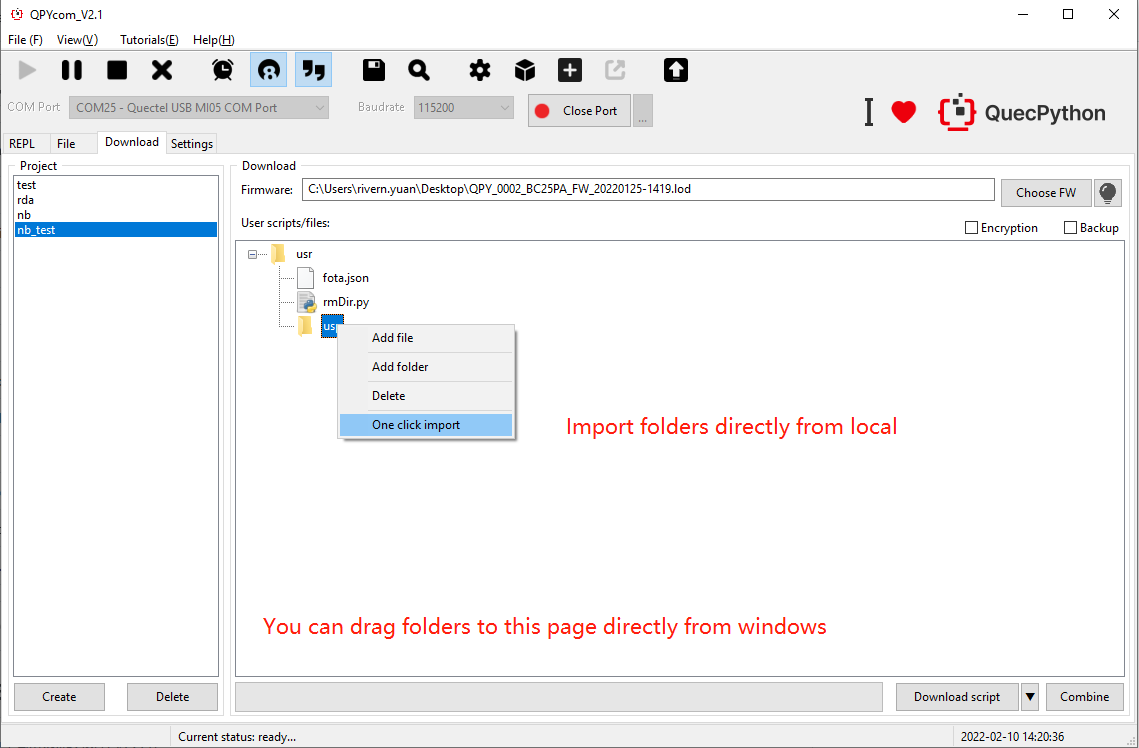 QPYcom_V2.1
File (F) View(V) Tutorials(E) Help(H)
COM Port COM25 - Quectel USB MI05 COM Port Baudrate 115200 Close Port ...
I QuecPython
REPL File Download Settings
Project
test
rda
nb
nb_test
Create Delete
Download
Firmware: C:\Users\rivern.yuan\Desktop\QPY_0002_BC25PA_FW_20220125-1419.lod Choose FW
User scripts/files: Encryption Backup
usr
fota.json
rmDir.py
Add file
Add folder
Delete
One click import
Import folders directly from local
You can drag folders to this page directly from windows
Download script Combine
Current status: ready... 2022-02-10 14:20:36